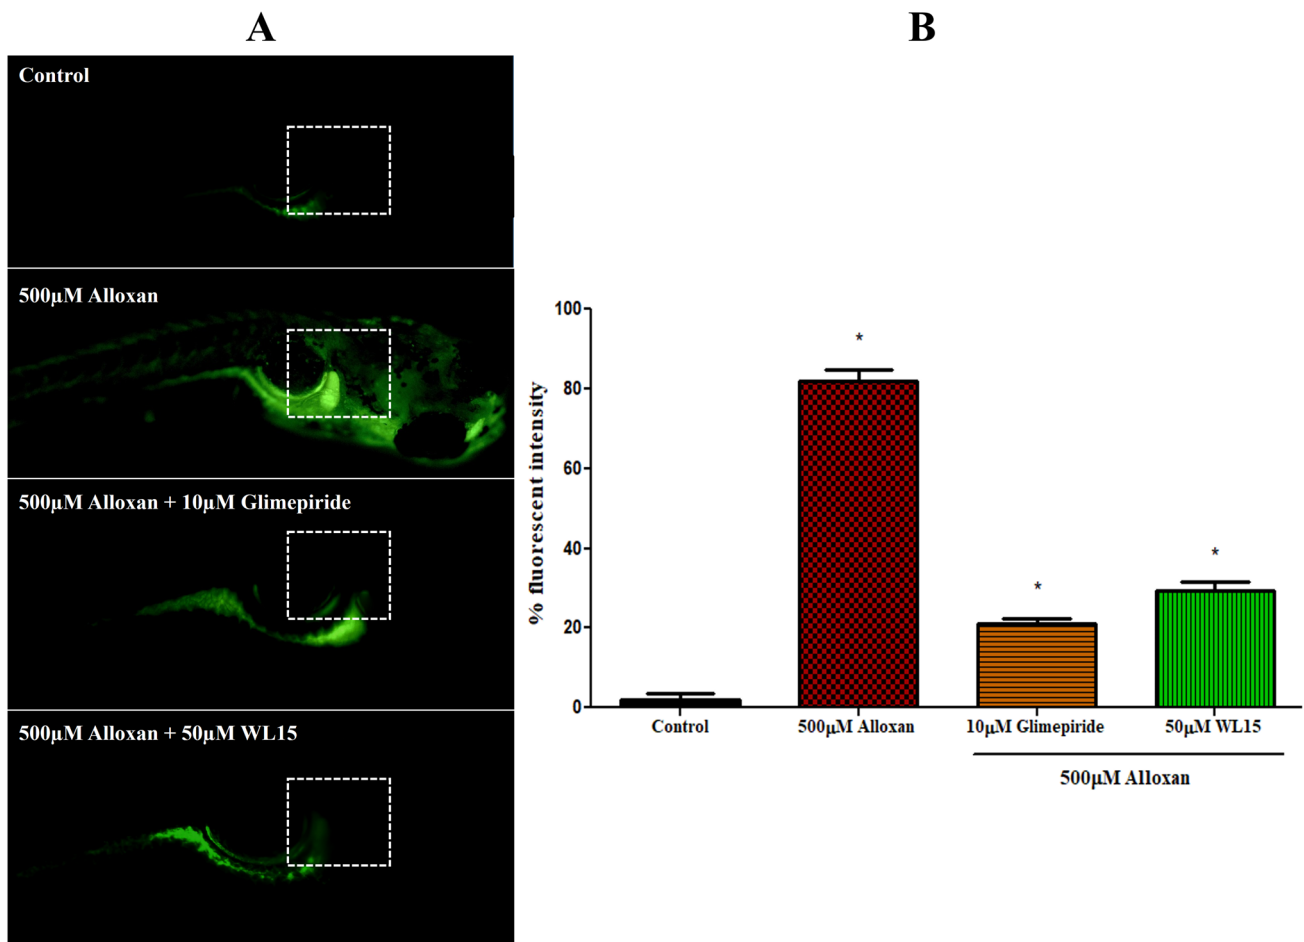 A
Control
500µM Alloxan
500µM Alloxan + 10µM Glimepiride
500µM Alloxan + 50µM WL15
B
% fluorescent intensity
100
80
60
40
20
0
*
*
*
Control
500µM Alloxan
10µM Glimepiride
50µM WL15
500µM Alloxan